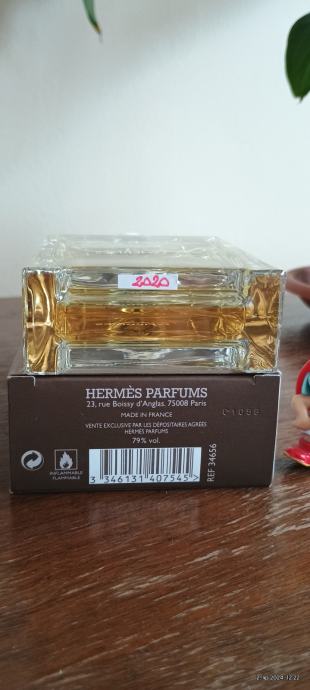 2020
HERMÈS PARFUMS
23, rue Boissy d'Anglas. 75008 Paris
MADE IN FRANCE
VENTE EXCLUSIVE PAR LES DÉPOSITAIRES AGRÉÉS
HERMÈS PARFUMS
79% vol.
INFLAMMABLE
FLAMMABLE
3 346131 407545 >
REF 34656